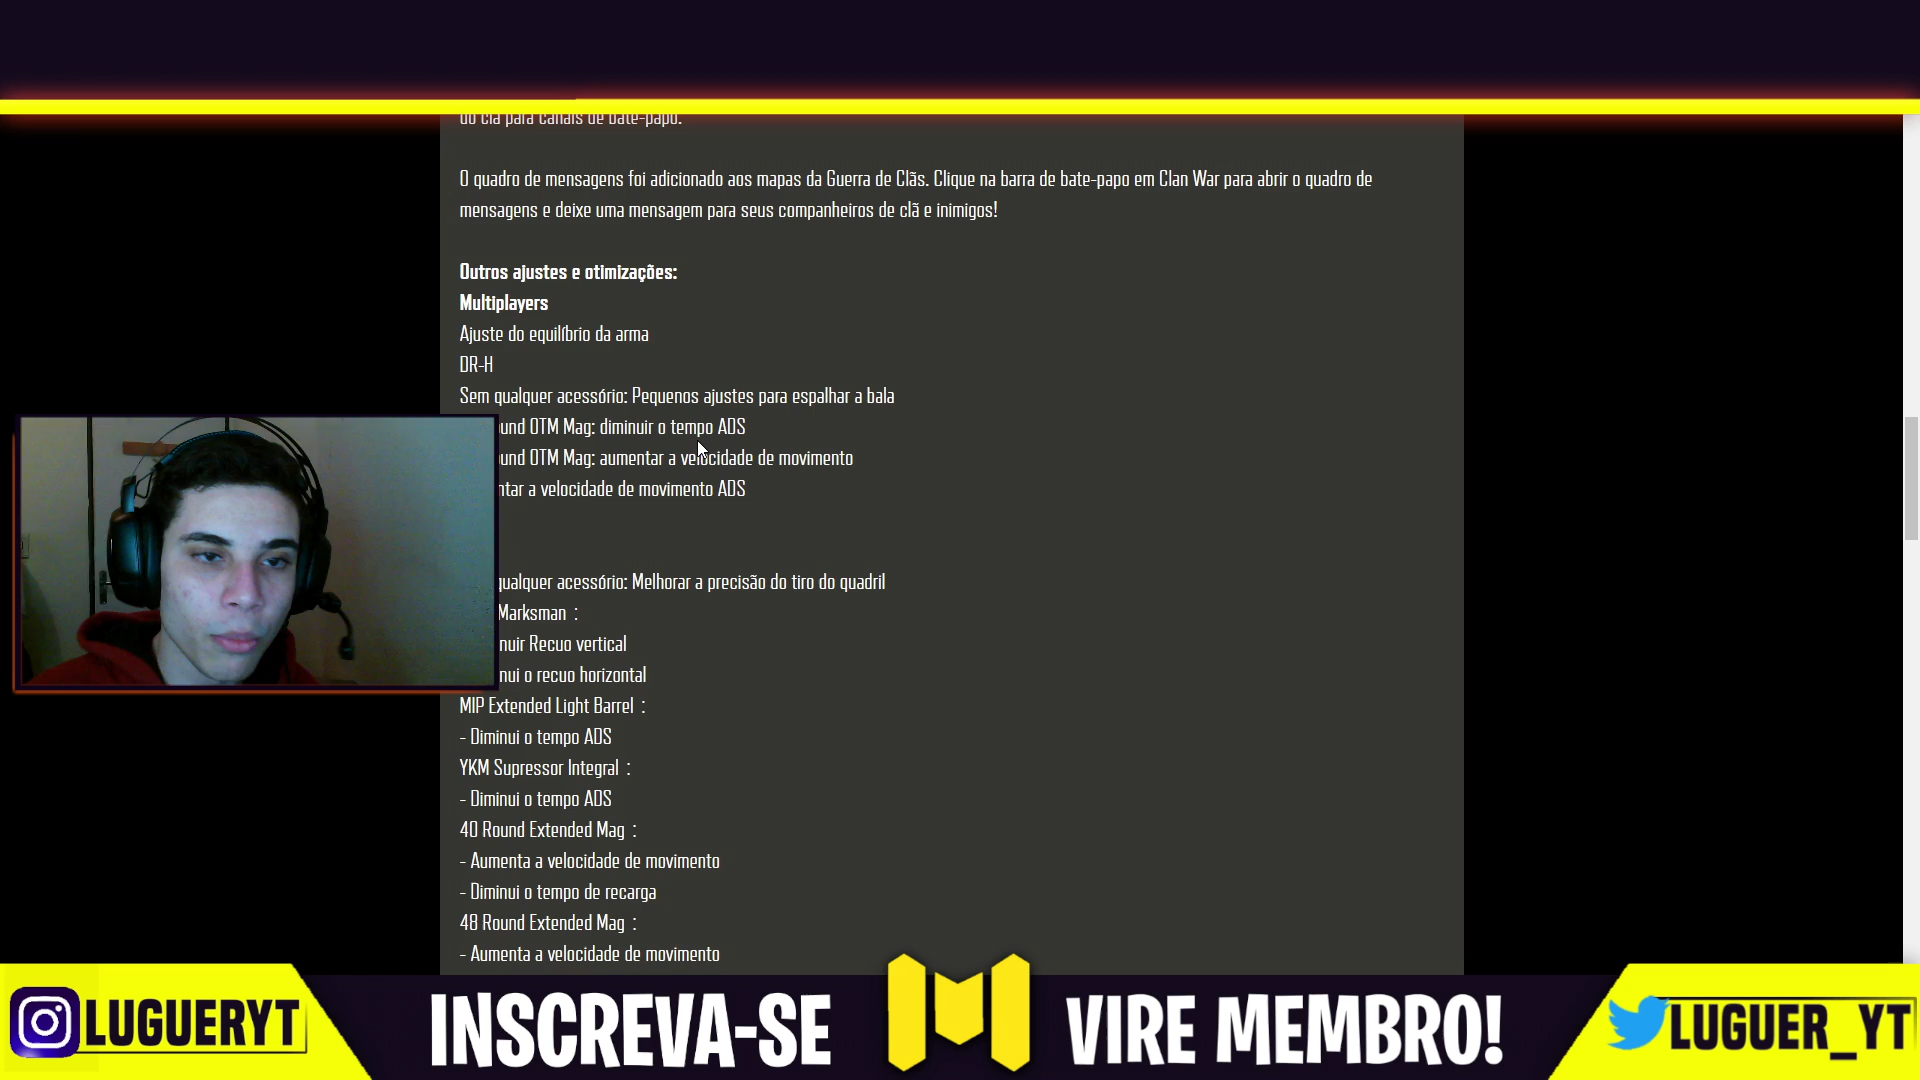 do clã para canais de bate-papo.
O quadro de mensagens foi adicionado aos mapas da Guerra de Clãs. Clique na barra de bate-papo em Clan War para abrir o quadro de
mensagens e deixe uma mensagem para seus companheiros de clã e inimigos!
Outros ajustes e otimizações:
Multiplayers
Ajuste do equilíbrio da arma
DR-H
Sem qualquer acessório: Pequenos ajustes para espalhar a bala
OTM Mag: diminuir o tempo ADS
OTM Mag: aumentar a velocidade de movimento
a velocidade de movimento ADS
qualquer acessório: Melhorar a precisão do tiro do quadril
Marksman :
Recuo vertical
o recuo horizontal
MIP Extended Light Barrel :
- Diminui o tempo ADS
YKM Supressor Integral :
- Diminui o tempo ADS
40 Round Extended Mag :
- Aumenta a velocidade de movimento
- Diminui o tempo de recarga
48 Round Extended Mag :
- Aumenta a velocidade de movimento
LUGUERYT
INSCREVA-SE
VIRE MEMBRO!
LUGUER_YT